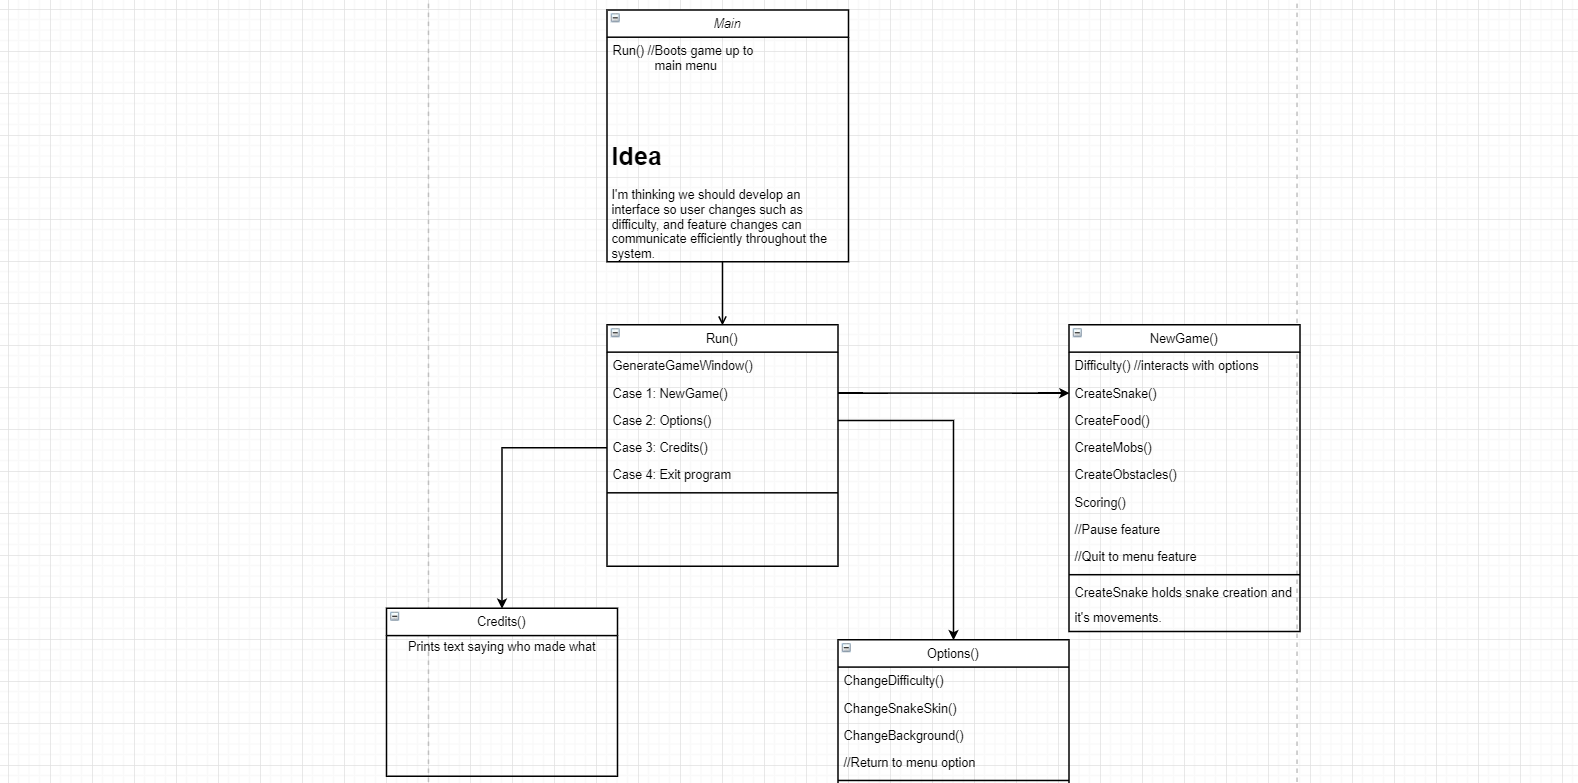 Main
Run() //Boots game up to
main menu
Idea
I'm thinking we should develop an
interface so user changes such as
difficulty, and feature changes can
communicate efficiently throughout the
system.
Run()
GenerateGameWindow()
Case 1: NewGame()
Case 2: Options()
Case 3: Credits()
Case 4: Exit program
NewGame()
Difficulty() //interacts with options
CreateSnake()
CreateFood()
CreateMobs()
CreateObstacles()
Scoring()
//Pause feature
//Quit to menu feature
CreateSnake holds snake creation and
it's movements.
Credits()
Prints text saying who made what
Options()
ChangeDifficulty()
ChangeSnakeSkin()
ChangeBackground()
//Return to menu option